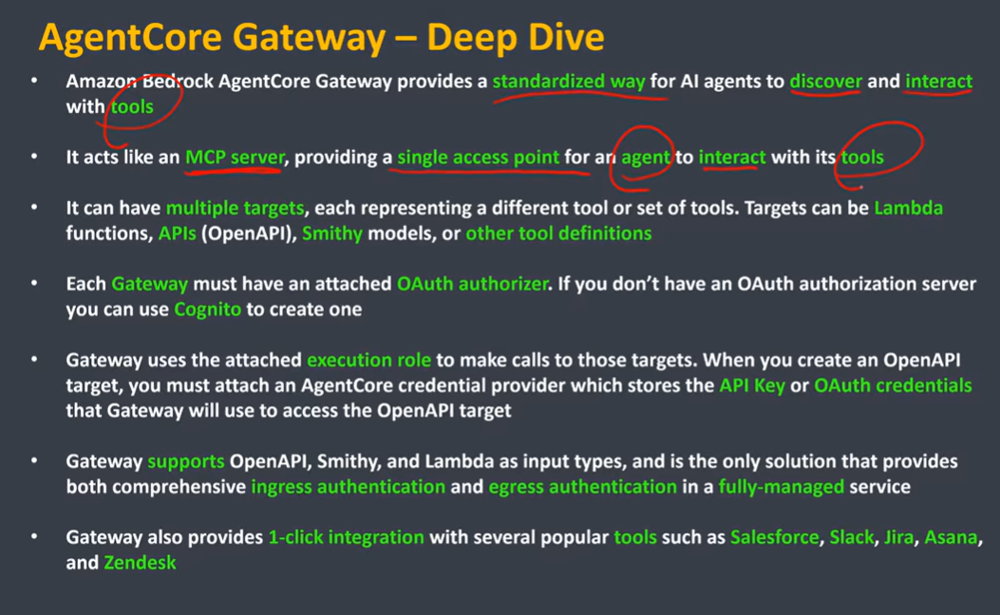 AgentCore Gateway – Deep Dive
• Amazon Bedrock AgentCore Gateway provides a standardized way for AI agents to discover and interact
with tools
• It acts like an MCP server, providing a single access point for an agent to interact with its tools
• It can have multiple targets, each representing a different tool or set of tools. Targets can be Lambda
functions, APIs (OpenAPI), Smithy models, or other tool definitions
• Each Gateway must have an attached OAuth authorizer. If you don’t have an OAuth authorization server
you can use Cognito to create one
• Gateway uses the attached execution role to make calls to those targets. When you create an OpenAPI
target, you must attach an AgentCore credential provider which stores the API Key or OAuth credentials
that Gateway will use to access the OpenAPI target
• Gateway supports OpenAPI, Smithy, and Lambda as input types, and is the only solution that provides
both comprehensive ingress authentication and egress authentication in a fully-managed service
• Gateway also provides 1-click integration with several popular tools such as Salesforce, Slack, Jira, Asana,
and Zendesk